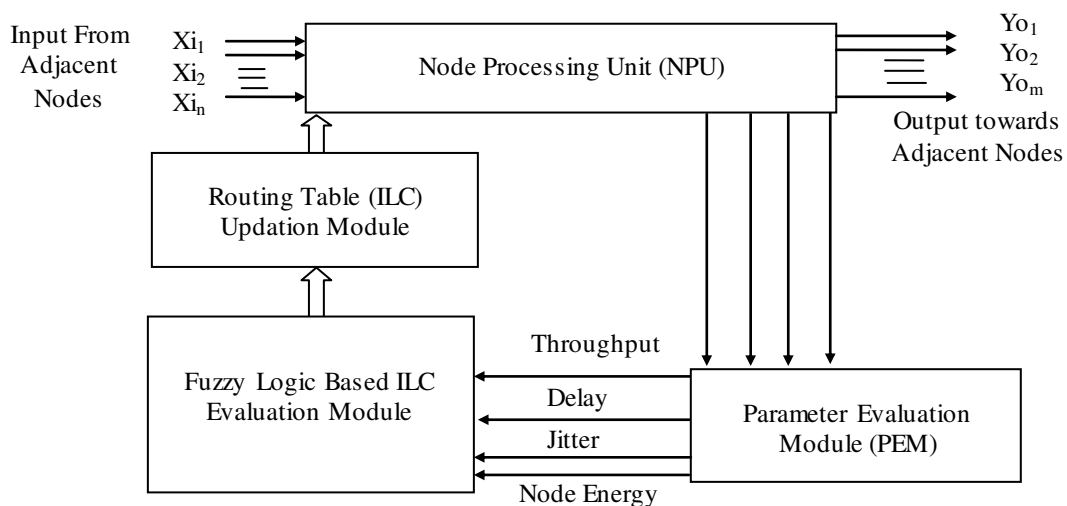 Input From
Adjacent
Nodes
Xi₁
Xi₂
Xiₙ
Node Processing Unit (NPU)
Yo₁
Yo₂
Yoₘ
Output towards
Adjacent Nodes
Routing Table (ILC)
Updation Module
Fuzzy Logic Based ILC
Evaluation Module
Throughput
Delay
Jitter
Node Energy
Parameter Evaluation
Module (PEM)